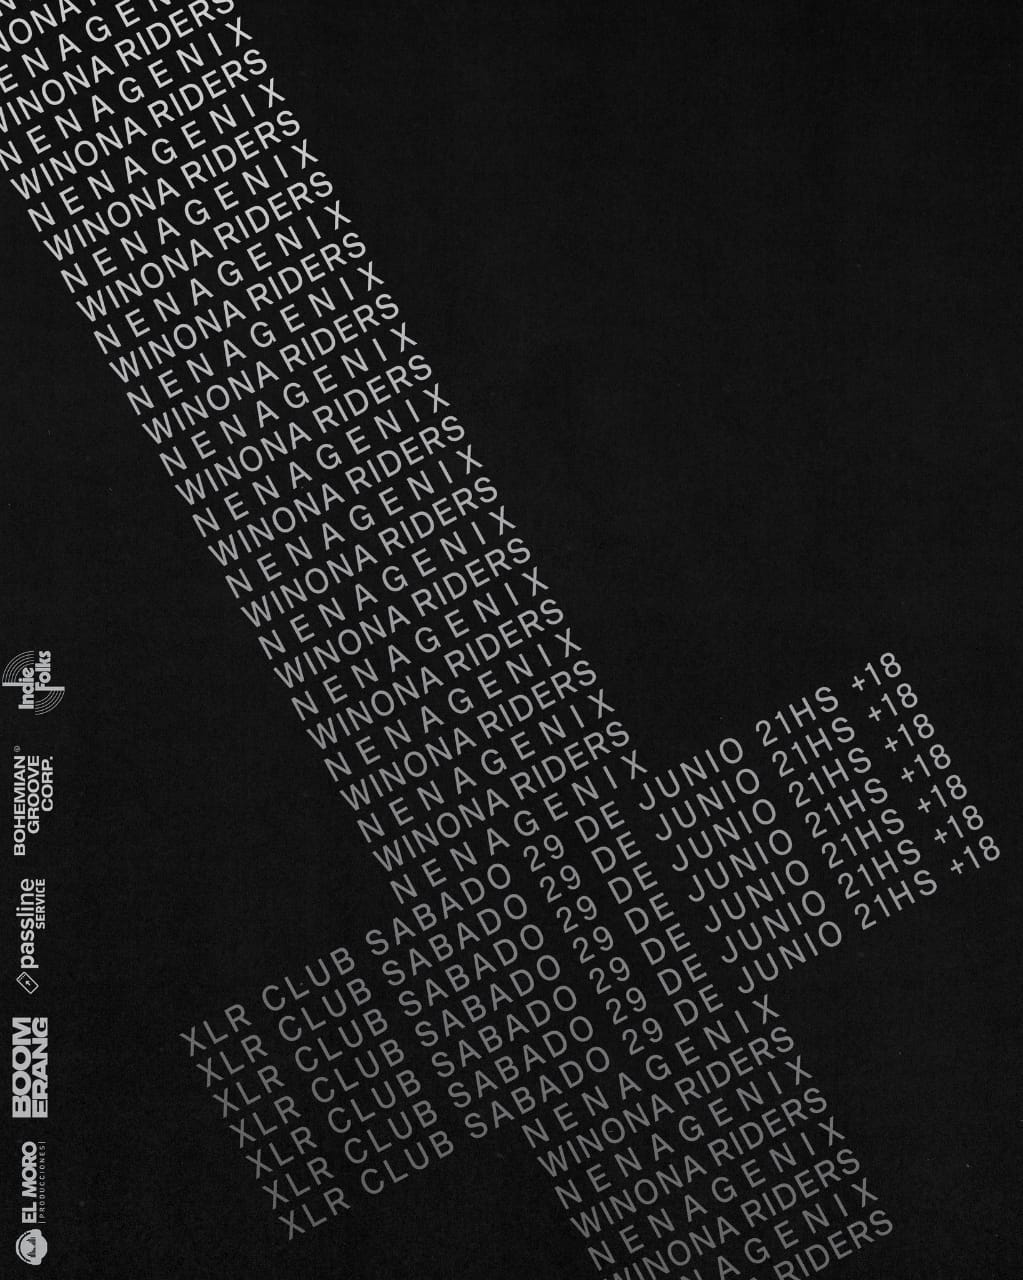 NONA
E N A G E N
WINONA RIDERS
N E N A G E N I X
WINONA RIDERS
N E N A G E N I X
WINONA RIDERS
N E N A G E N I X
WINONA RIDERS
N E N A G E N I X
WINONA RIDERS
N E N A G E N I X
WINONA RIDERS
N E N A G E N I X
WINONA RIDERS
N E N A G E N I X
WINONA RIDERS
N E N A G E N I X
WINONA RIDERS
N E N A G E N I X
WINONA RIDERS
N E N A G E N I X
WINONA RIDERS
N E N A G E N I X
WINONA RIDERS
N E N A G E N I X
WINONA RIDERS
N E N A G E N I X
XLR CLUB SABADO 29 DE JUNIO 21HS +18
XLR CLUB SABADO 29 DE JUNIO 21HS +18
XLR CLUB SABADO 29 DE JUNIO 21HS +18
XLR CLUB SABADO 29 DE JUNIO 21HS +18
XLR CLUB SABADO 29 DE JUNIO 21HS +18
XLR CLUB SABADO 29 DE JUNIO 21HS +18
XLR CLUB SABADO 29 DE JUNIO 21HS +18
N E N A G E N I X
WINONA RIDERS
N E N A G E N I X
WINONA RIDERS
N E N A G E N I X
WINONA RIDERS
N A G E N I X
RIDERS
EL MORO
|PRODUCCIONES|
BOOM
ERANG
passline
SERVICE
BOHEMIAN®
GROOVE
CORP.
Indie
Folks